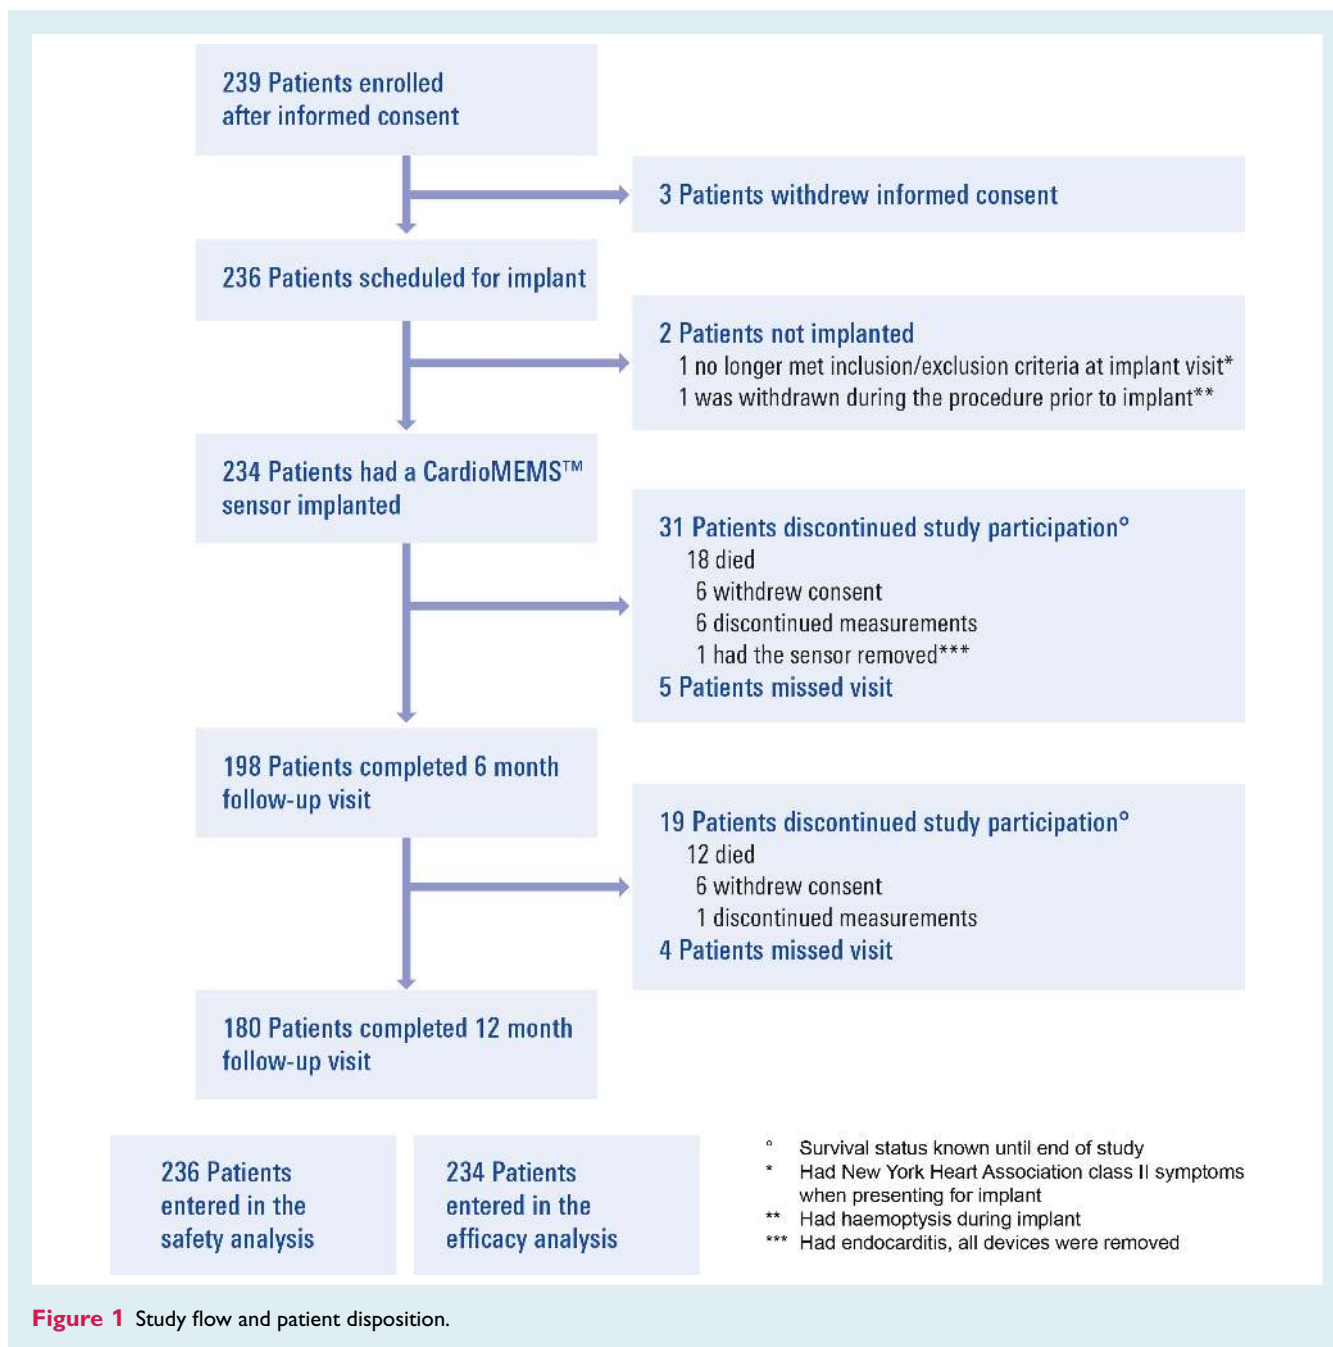 239 Patients enrolled
after informed consent
3 Patients withdrew informed consent
236 Patients scheduled for implant
2 Patients not implanted
1 no longer met inclusion/exclusion criteria at implant visit*
1 was withdrawn during the procedure prior to implant**
234 Patients had a CardioMEMS™
sensor implanted
31 Patients discontinued study participation°
18 died
6 withdrew consent
6 discontinued measurements
1 had the sensor removed***
5 Patients missed visit
198 Patients completed 6 month
follow-up visit
19 Patients discontinued study participation°
12 died
6 withdrew consent
1 discontinued measurements
4 Patients missed visit
180 Patients completed 12 month
follow-up visit
236 Patients
entered in the
safety analysis
234 Patients
entered in the
efficacy analysis
° Survival status known until end of study
* Had New York Heart Association class II symptoms
when presenting for implant
** Had haemoptysis during implant
*** Had endocarditis, all devices were removed
Figure 1 Study flow and patient disposition.